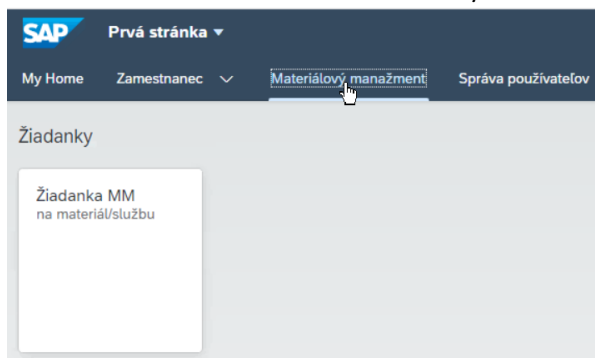 SAP Prvá stránka
My Home Zamestnanec Materiálový manažment Správa používateľov
Žiadanky
Žiadanka MM
na materiál/službu